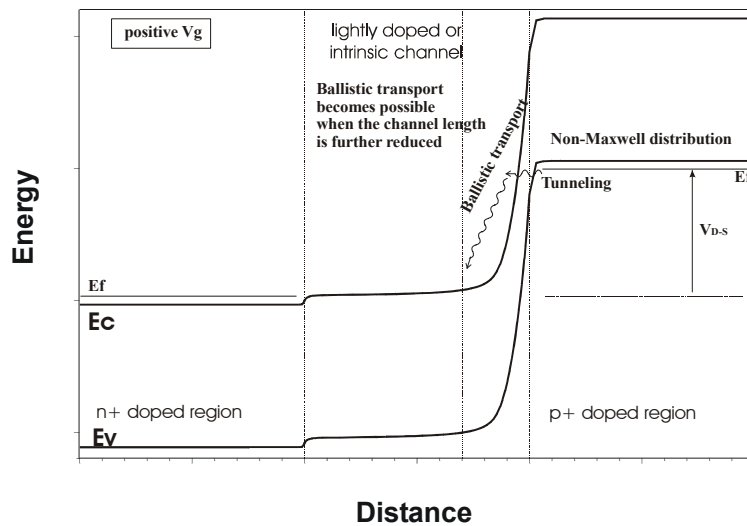 positive Vg
lightly doped or
intrinsic channel
Ballistic transport
becomes possible
when the channel length
is further reduced
Ballistic transport
Non-Maxwell distribution
Tunneling
Ef
VD-S
Ef
Ec
n+ doped region
p+ doped region
Ev
Energy
Distance